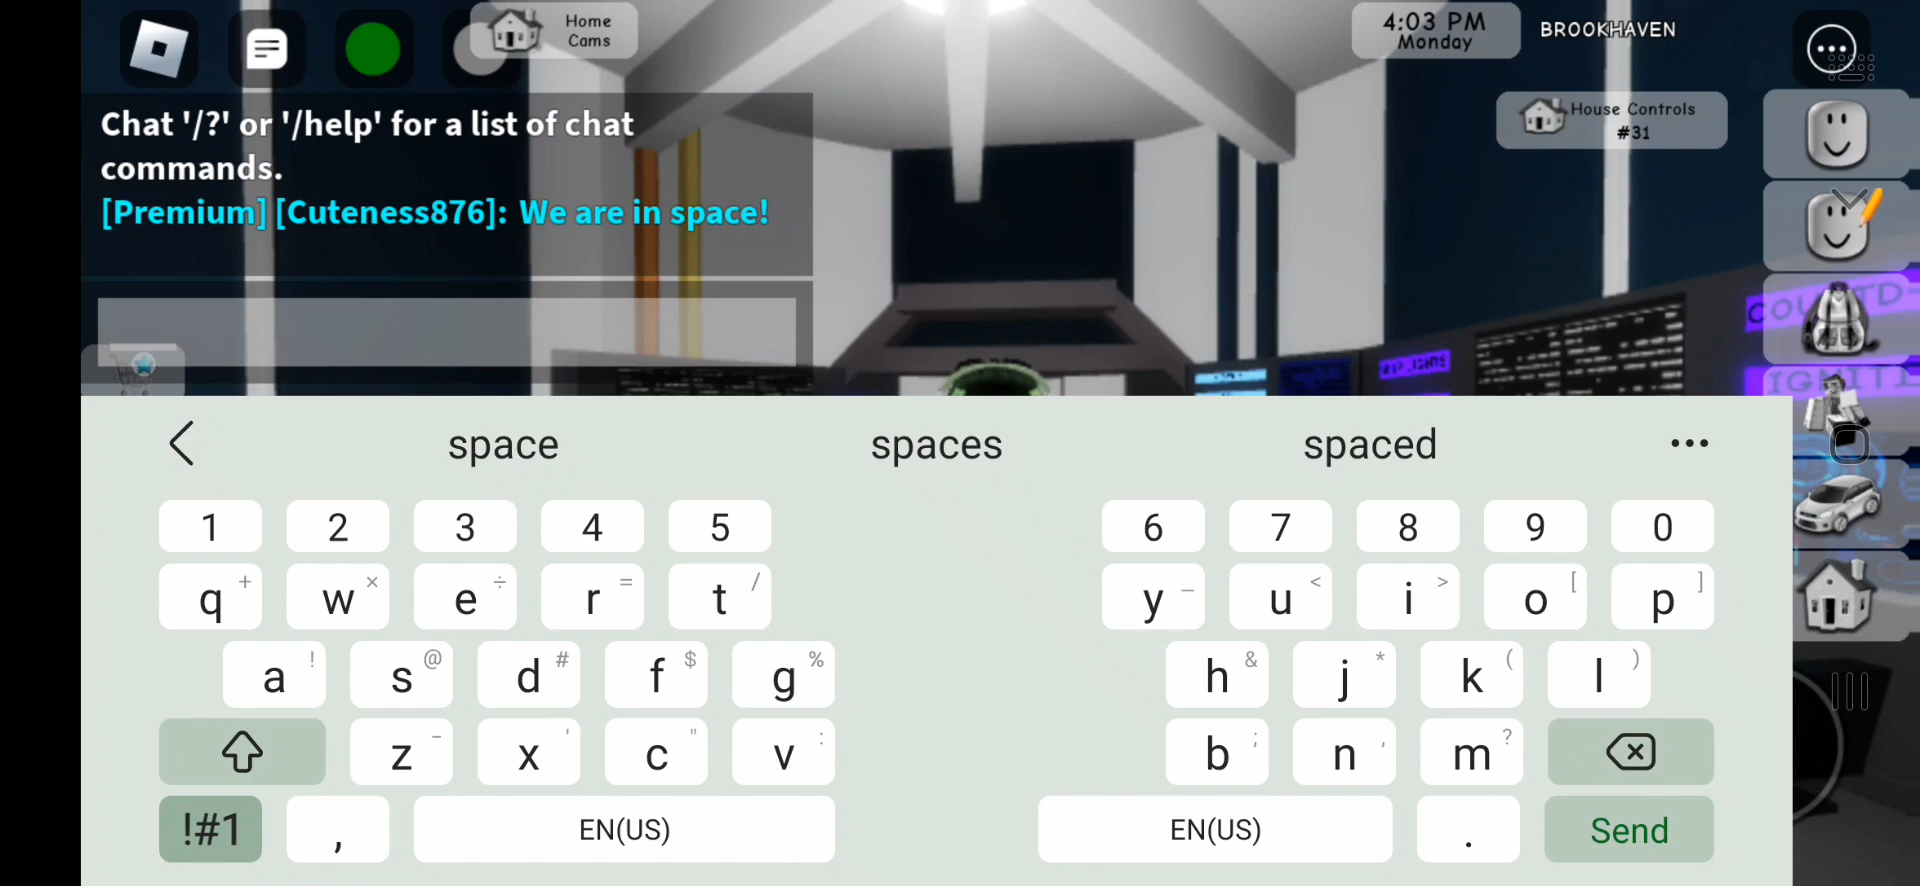 Home
Cams
4:03 PM
Monday
BROOKHAVEN
Chat '/?' or '/help' for a list of chat
commands.
[Premium] [Cuteness876]: We are in space!
House Controls
#31
space spaces spaced
1 2 3 4 5 6 7 8 9 0
q + w × e ÷ r = t / y _ u < i > o [ p ]
a ! s @ d # f $ g % h & j * k ( l )
z - x ' c " v : b ; n , m ?
!#1 , EN(US) EN(US) . Send